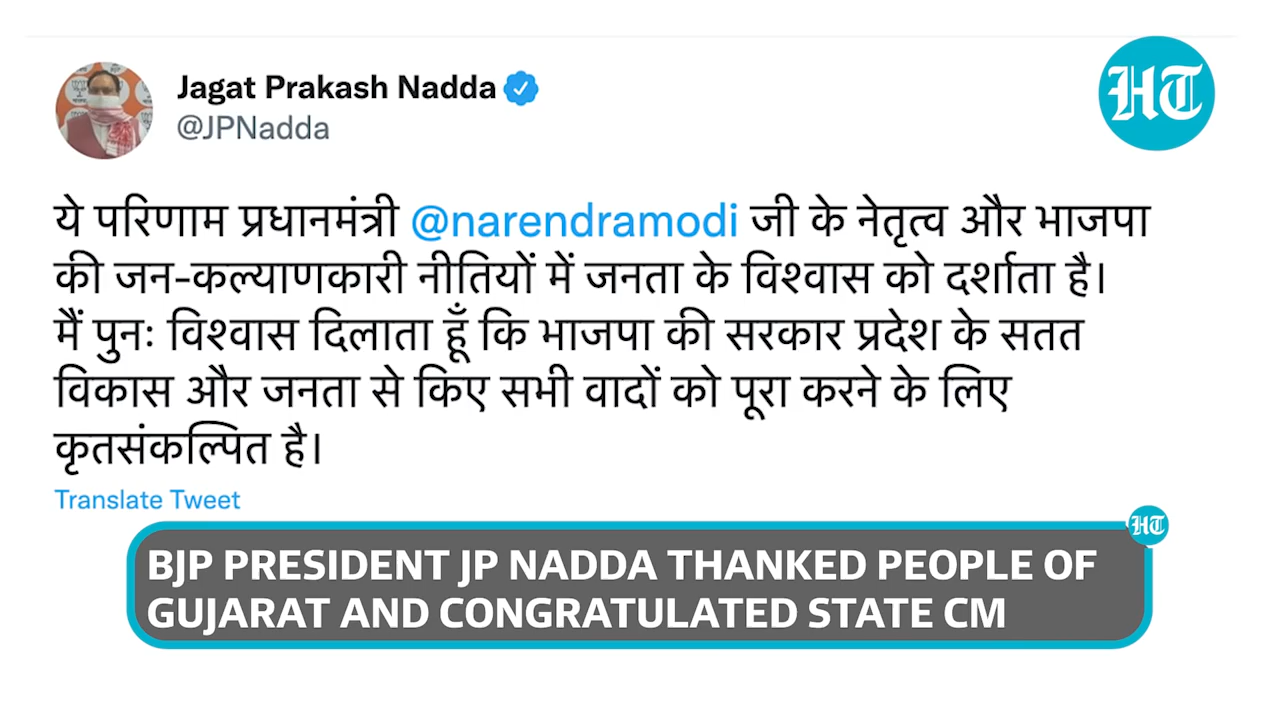 Jagat Prakash Nadda
@JPNadda
HT
ये परिणाम प्रधानमंत्री @narendramodi जी के नेतृत्व और भाजपा
की जन-कल्याणकारी नीतियों में जनता के विश्वास को दर्शाता है।
मैं पुनः विश्वास दिलाता हूँ कि भाजपा की सरकार प्रदेश के सतत
विकास और जनता से किए सभी वादों को पूरा करने के लिए
कृतसंकल्पित है।
Translate Tweet
HT
BJP PRESIDENT JP NADDA THANKED PEOPLE OF
GUJARAT AND CONGRATULATED STATE CM